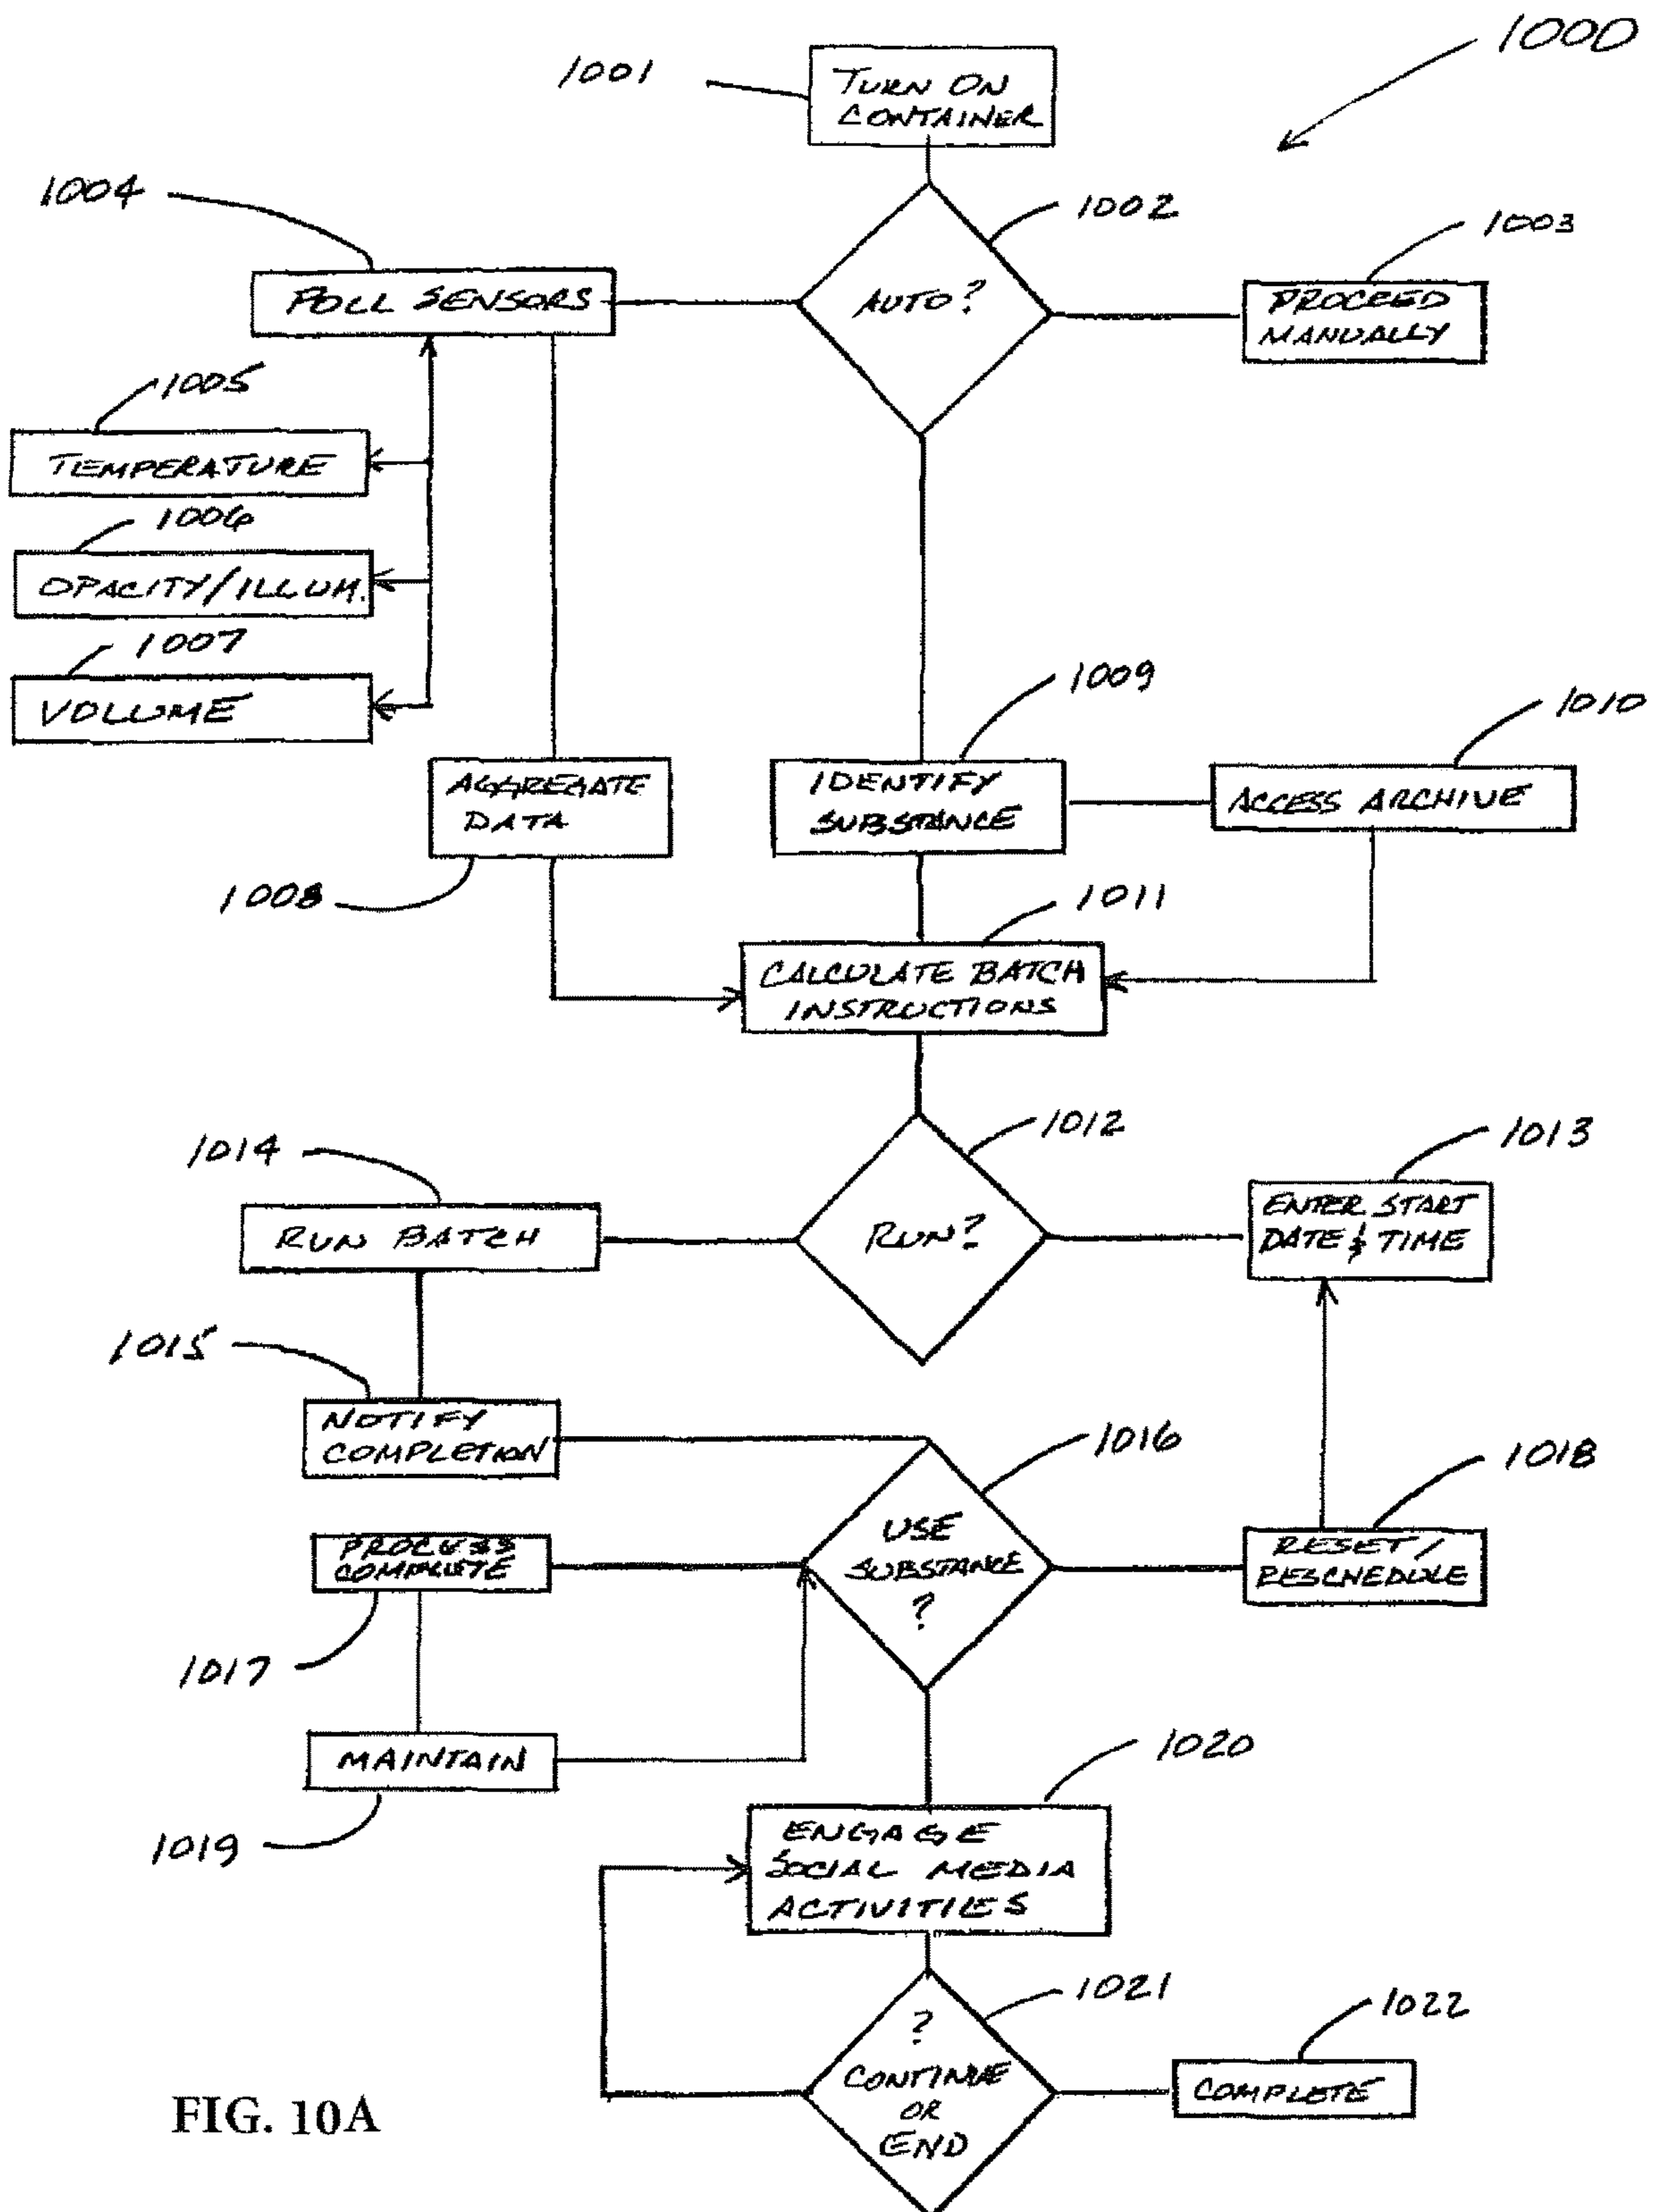 1000
1001
TURN ON
CONTAINER
1004
1002
1003
POLL SENSORS
AUTO?
PROCEED
MANUALLY
1005
TEMPERATURE
1006
OPACITY/ILLUM.
1007
VOLUME
1009
1010
AGGREGATE
DATA
IDENTIFY
SUBSTANCE
ACCESS ARCHIVE
1008
1011
CALCULATE BATCH
INSTRUCTIONS
1014
1012
1013
RUN BATCH
RUN?
ENTER START
DATE & TIME
1015
NOTIFY
COMPLETION
1016
1018
PROCESS
COMPLETE
USE
SUBSTANCE
?
RESET/
RESCHEDULE
1017
MAINTAIN
1019
1020
ENGAGE
SOCIAL MEDIA
ACTIVITIES
1021
1022
?
CONTINUE
OR
END
COMPLETE
FIG. 10A